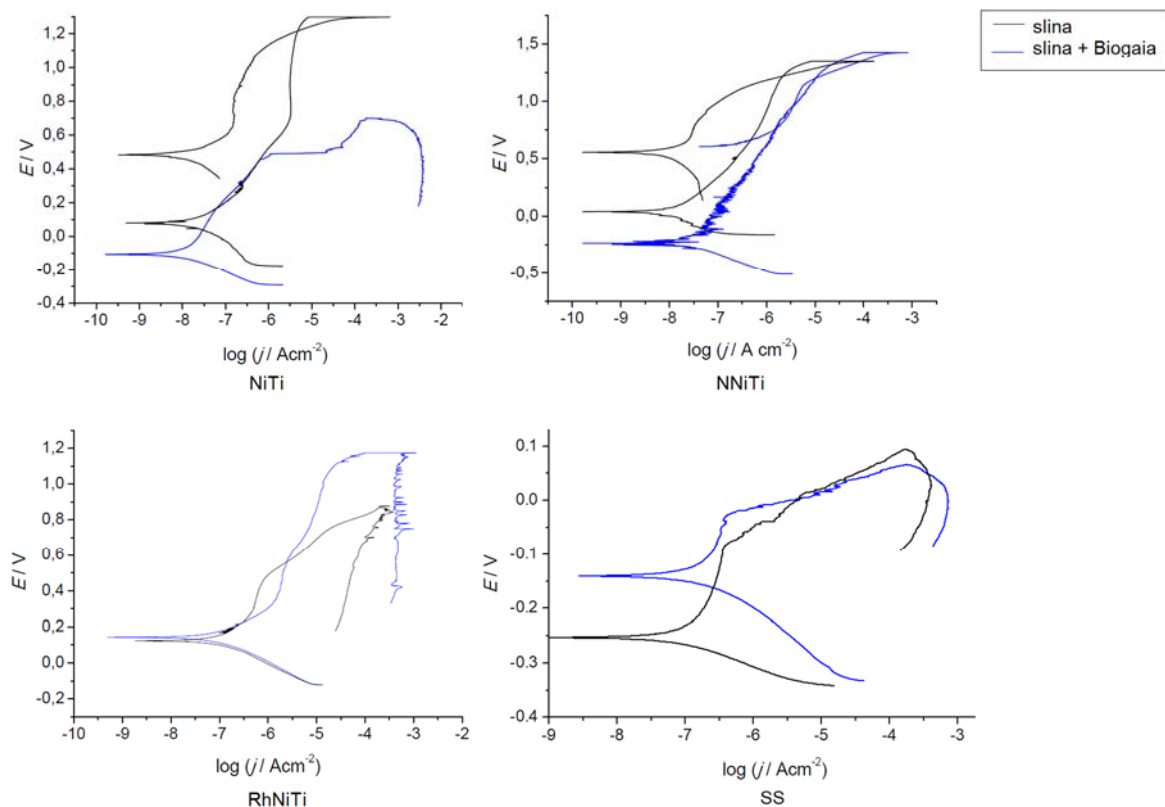 slina
slina + Biogaia
E / V
1,2
1,0
0,8
0,6
0,4
0,2
0,0
-0,2
-0,4
-10 -9 -8 -7 -6 -5 -4 -3 -2
log (j / Acm-2)
NiTi
E / V
1,5
1,0
0,5
0,0
-0,5
-10 -9 -8 -7 -6 -5 -4 -3
log (j / A cm-2)
NNiTi
E / V
1,2
1,0
0,8
0,6
0,4
0,2
0,0
-0,2
-10 -9 -8 -7 -6 -5 -4 -3 -2
log (j / Acm-2)
RhNiTi
E / V
0.1
0.0
-0.1
-0.2
-0.3
-0.4
-9 -8 -7 -6 -5 -4 -3
log (j / Acm-2)
SS